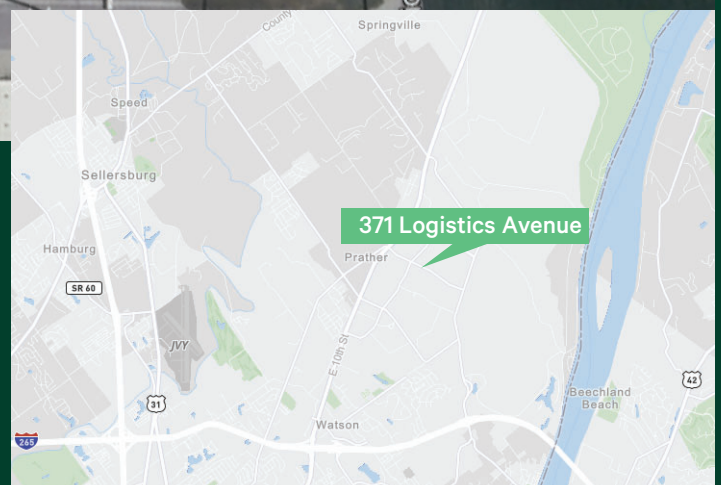 County
Springville
Speed
Sellersburg
371 Logistics Avenue
Hamburg
Prather
SR 60
JVY
E 10th St
42
31
Beechland
Beach
Watson
265